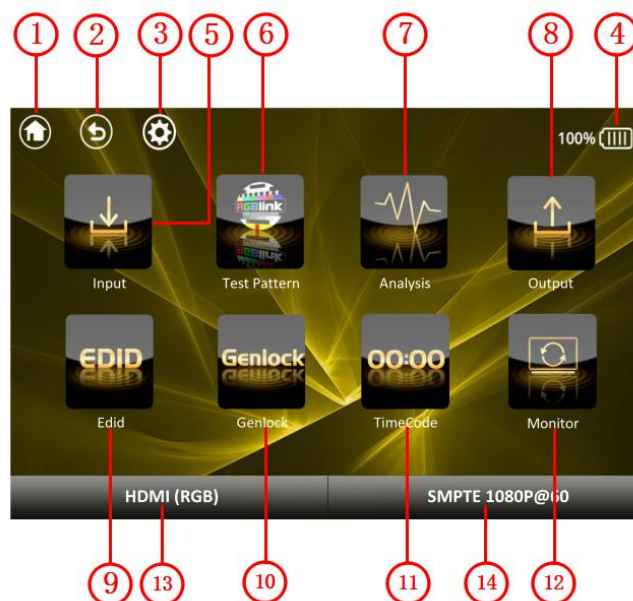 1 2 3 5 6 7 8 4
100%
RGBlink
Input Test Pattern Analysis Output
EDID Genlock 00:00
Edid Genlock TimeCode Monitor
HDMI (RGB) SMPTE 1080P@60
9 13 10 11 14 12